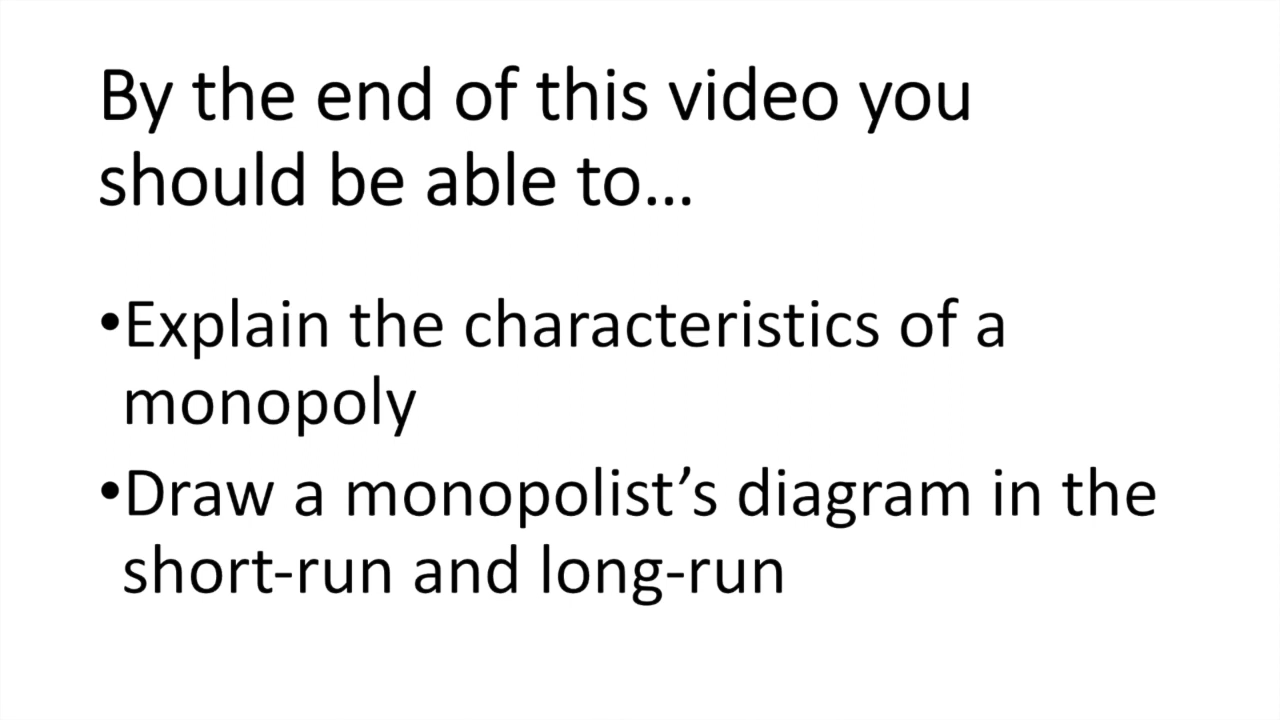 By the end of this video you
should be able to…
•Explain the characteristics of a
monopoly
•Draw a monopolist’s diagram in the
short-run and long-run